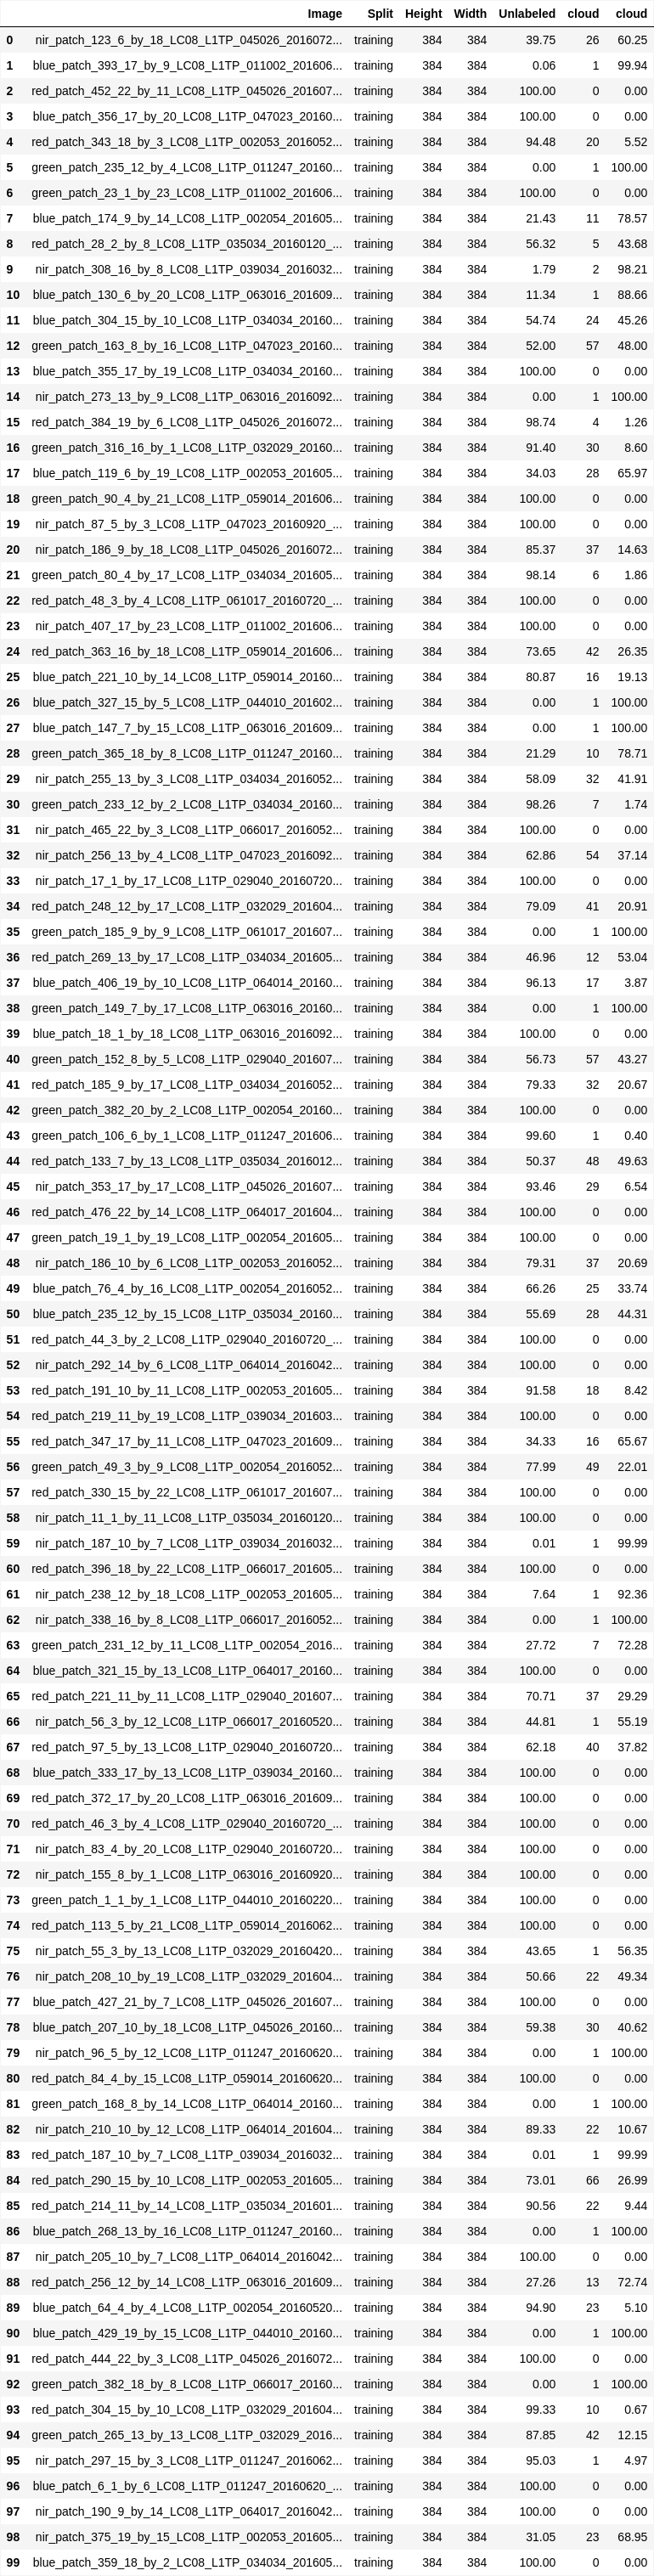 Image Split Height Width Unlabeled cloud cloud
0 nir_patch_123_6_by_18_LC08_L1TP_045026_2016072... training 384 384 39.75 26 60.25
1 blue_patch_393_17_by_9_LC08_L1TP_011002_201606... training 384 384 0.06 1 99.94
2 red_patch_452_22_by_11_LC08_L1TP_045026_201607... training 384 384 100.00 0 0.00
3 blue_patch_356_17_by_20_LC08_L1TP_047023_20160... training 384 384 100.00 0 0.00
4 red_patch_343_18_by_3_LC08_L1TP_002053_2016052... training 384 384 94.48 20 5.52
5 green_patch_235_12_by_4_LC08_L1TP_011247_20160... training 384 384 0.00 1 100.00
6 green_patch_23_1_by_23_LC08_L1TP_011002_201606... training 384 384 100.00 0 0.00
7 blue_patch_174_9_by_14_LC08_L1TP_002054_201605... training 384 384 21.43 11 78.57
8 red_patch_28_2_by_8_LC08_L1TP_035034_20160120_... training 384 384 56.32 5 43.68
9 nir_patch_308_16_by_8_LC08_L1TP_039034_2016032... training 384 384 1.79 2 98.21
10 blue_patch_130_6_by_20_LC08_L1TP_063016_201609... training 384 384 11.34 1 88.66
11 blue_patch_304_15_by_10_LC08_L1TP_034034_20160... training 384 384 54.74 24 45.26
12 green_patch_163_8_by_16_LC08_L1TP_047023_20160... training 384 384 52.00 57 48.00
13 blue_patch_355_17_by_19_LC08_L1TP_034034_20160... training 384 384 100.00 0 0.00
14 nir_patch_273_13_by_9_LC08_L1TP_063016_2016092... training 384 384 0.00 1 100.00
15 red_patch_384_19_by_6_LC08_L1TP_045026_2016072... training 384 384 98.74 4 1.26
16 green_patch_316_16_by_1_LC08_L1TP_032029_20160... training 384 384 91.40 30 8.60
17 blue_patch_119_6_by_19_LC08_L1TP_002053_201605... training 384 384 34.03 28 65.97
18 green_patch_90_4_by_21_LC08_L1TP_059014_201606... training 384 384 100.00 0 0.00
19 nir_patch_87_5_by_3_LC08_L1TP_047023_20160920_... training 384 384 100.00 0 0.00
20 nir_patch_186_9_by_18_LC08_L1TP_045026_2016072... training 384 384 85.37 37 14.63
21 green_patch_80_4_by_17_LC08_L1TP_034034_201605... training 384 384 98.14 6 1.86
22 red_patch_48_3_by_4_LC08_L1TP_061017_20160720_... training 384 384 100.00 0 0.00
23 nir_patch_407_17_by_23_LC08_L1TP_011002_201606... training 384 384 100.00 0 0.00
24 red_patch_363_16_by_18_LC08_L1TP_059014_201606... training 384 384 73.65 42 26.35
25 blue_patch_221_10_by_14_LC08_L1TP_059014_20160... training 384 384 80.87 16 19.13
26 blue_patch_327_15_by_5_LC08_L1TP_044010_201602... training 384 384 0.00 1 100.00
27 blue_patch_147_7_by_15_LC08_L1TP_063016_201609... training 384 384 0.00 1 100.00
28 green_patch_365_18_by_8_LC08_L1TP_011247_20160... training 384 384 21.29 10 78.71
29 nir_patch_255_13_by_3_LC08_L1TP_034034_2016052... training 384 384 58.09 32 41.91
30 green_patch_233_12_by_2_LC08_L1TP_034034_20160... training 384 384 98.26 7 1.74
31 nir_patch_465_22_by_3_LC08_L1TP_066017_2016052... training 384 384 100.00 0 0.00
32 nir_patch_256_13_by_4_LC08_L1TP_047023_2016092... training 384 384 62.86 54 37.14
33 nir_patch_17_1_by_17_LC08_L1TP_029040_20160720... training 384 384 100.00 0 0.00
34 red_patch_248_12_by_17_LC08_L1TP_032029_201604... training 384 384 79.09 41 20.91
35 green_patch_185_9_by_9_LC08_L1TP_061017_201607... training 384 384 0.00 1 100.00
36 red_patch_269_13_by_17_LC08_L1TP_034034_201605... training 384 384 46.96 12 53.04
37 blue_patch_406_19_by_10_LC08_L1TP_064014_20160... training 384 384 96.13 17 3.87
38 green_patch_149_7_by_17_LC08_L1TP_063016_20160... training 384 384 0.00 1 100.00
39 blue_patch_18_1_by_18_LC08_L1TP_063016_2016092... training 384 384 100.00 0 0.00
40 green_patch_152_8_by_5_LC08_L1TP_029040_201607... training 384 384 56.73 57 43.27
41 red_patch_185_9_by_17_LC08_L1TP_034034_2016052... training 384 384 79.33 32 20.67
42 green_patch_382_20_by_2_LC08_L1TP_002054_20160... training 384 384 100.00 0 0.00
43 green_patch_106_6_by_1_LC08_L1TP_011247_201606... training 384 384 99.60 1 0.40
44 red_patch_133_7_by_13_LC08_L1TP_035034_2016012... training 384 384 50.37 48 49.63
45 nir_patch_353_17_by_17_LC08_L1TP_045026_201607... training 384 384 93.46 29 6.54
46 red_patch_476_22_by_14_LC08_L1TP_064017_201604... training 384 384 100.00 0 0.00
47 green_patch_19_1_by_19_LC08_L1TP_002054_201605... training 384 384 100.00 0 0.00
48 nir_patch_186_10_by_6_LC08_L1TP_002053_2016052... training 384 384 79.31 37 20.69
49 blue_patch_76_4_by_16_LC08_L1TP_002054_2016052... training 384 384 66.26 25 33.74
50 blue_patch_235_12_by_15_LC08_L1TP_035034_20160... training 384 384 55.69 28 44.31
51 red_patch_44_3_by_2_LC08_L1TP_029040_20160720_... training 384 384 100.00 0 0.00
52 nir_patch_292_14_by_6_LC08_L1TP_064014_2016042... training 384 384 100.00 0 0.00
53 red_patch_191_10_by_11_LC08_L1TP_002053_201605... training 384 384 91.58 18 8.42
54 red_patch_219_11_by_19_LC08_L1TP_039034_201603... training 384 384 100.00 0 0.00
55 red_patch_347_17_by_11_LC08_L1TP_047023_201609... training 384 384 34.33 16 65.67
56 green_patch_49_3_by_9_LC08_L1TP_002054_2016052... training 384 384 77.99 49 22.01
57 red_patch_330_15_by_22_LC08_L1TP_061017_201607... training 384 384 100.00 0 0.00
58 nir_patch_11_1_by_11_LC08_L1TP_035034_20160120... training 384 384 100.00 0 0.00
59 nir_patch_187_10_by_7_LC08_L1TP_039034_2016032... training 384 384 0.01 1 99.99
60 red_patch_396_18_by_22_LC08_L1TP_066017_201605... training 384 384 100.00 0 0.00
61 nir_patch_238_12_by_18_LC08_L1TP_002053_201605... training 384 384 7.64 1 92.36
62 nir_patch_338_16_by_8_LC08_L1TP_066017_2016052... training 384 384 0.00 1 100.00
63 green_patch_231_12_by_11_LC08_L1TP_002054_2016... training 384 384 27.72 7 72.28
64 blue_patch_321_15_by_13_LC08_L1TP_064017_20160... training 384 384 100.00 0 0.00
65 red_patch_221_11_by_11_LC08_L1TP_029040_201607... training 384 384 70.71 37 29.29
66 nir_patch_56_3_by_12_LC08_L1TP_066017_20160520... training 384 384 44.81 1 55.19
67 red_patch_97_5_by_13_LC08_L1TP_029040_20160720... training 384 384 62.18 40 37.82
68 blue_patch_333_17_by_13_LC08_L1TP_039034_20160... training 384 384 100.00 0 0.00
69 red_patch_372_17_by_20_LC08_L1TP_063016_201609... training 384 384 100.00 0 0.00
70 red_patch_46_3_by_4_LC08_L1TP_029040_20160720_... training 384 384 100.00 0 0.00
71 nir_patch_83_4_by_20_LC08_L1TP_029040_20160720... training 384 384 100.00 0 0.00
72 nir_patch_155_8_by_1_LC08_L1TP_063016_20160920... training 384 384 100.00 0 0.00
73 green_patch_1_1_by_1_LC08_L1TP_044010_20160220... training 384 384 100.00 0 0.00
74 red_patch_113_5_by_21_LC08_L1TP_059014_2016062... training 384 384 100.00 0 0.00
75 nir_patch_55_3_by_13_LC08_L1TP_032029_20160420... training 384 384 43.65 1 56.35
76 nir_patch_208_10_by_19_LC08_L1TP_032029_201604... training 384 384 50.66 22 49.34
77 blue_patch_427_21_by_7_LC08_L1TP_045026_201607... training 384 384 100.00 0 0.00
78 blue_patch_207_10_by_18_LC08_L1TP_045026_20160... training 384 384 59.38 30 40.62
79 nir_patch_96_5_by_12_LC08_L1TP_011247_20160620... training 384 384 0.00 1 100.00
80 red_patch_84_4_by_15_LC08_L1TP_059014_20160620... training 384 384 100.00 0 0.00
81 green_patch_168_8_by_14_LC08_L1TP_064014_20160... training 384 384 0.00 1 100.00
82 nir_patch_210_10_by_12_LC08_L1TP_064014_201604... training 384 384 89.33 22 10.67
83 red_patch_187_10_by_7_LC08_L1TP_039034_2016032... training 384 384 0.01 1 99.99
84 red_patch_290_15_by_10_LC08_L1TP_002053_201605... training 384 384 73.01 66 26.99
85 red_patch_214_11_by_14_LC08_L1TP_035034_201601... training 384 384 90.56 22 9.44
86 blue_patch_268_13_by_16_LC08_L1TP_011247_20160... training 384 384 0.00 1 100.00
87 nir_patch_205_10_by_7_LC08_L1TP_064014_2016042... training 384 384 100.00 0 0.00
88 red_patch_256_12_by_14_LC08_L1TP_063016_201609... training 384 384 27.26 13 72.74
89 blue_patch_64_4_by_4_LC08_L1TP_002054_20160520... training 384 384 94.90 23 5.10
90 blue_patch_429_19_by_15_LC08_L1TP_044010_20160... training 384 384 0.00 1 100.00
91 red_patch_444_22_by_3_LC08_L1TP_045026_2016072... training 384 384 100.00 0 0.00
92 green_patch_382_18_by_8_LC08_L1TP_066017_20160... training 384 384 0.00 1 100.00
93 red_patch_304_15_by_10_LC08_L1TP_032029_201604... training 384 384 99.33 10 0.67
94 green_patch_265_13_by_13_LC08_L1TP_032029_2016... training 384 384 87.85 42 12.15
95 nir_patch_297_15_by_3_LC08_L1TP_011247_2016062... training 384 384 95.03 1 4.97
96 blue_patch_6_1_by_6_LC08_L1TP_011247_20160620_... training 384 384 100.00 0 0.00
97 nir_patch_190_9_by_14_LC08_L1TP_064017_2016042... training 384 384 100.00 0 0.00
98 nir_patch_375_19_by_15_LC08_L1TP_002053_201605... training 384 384 31.05 23 68.95
99 blue_patch_359_18_by_2_LC08_L1TP_034034_201605... training 384 384 100.00 0 0.00